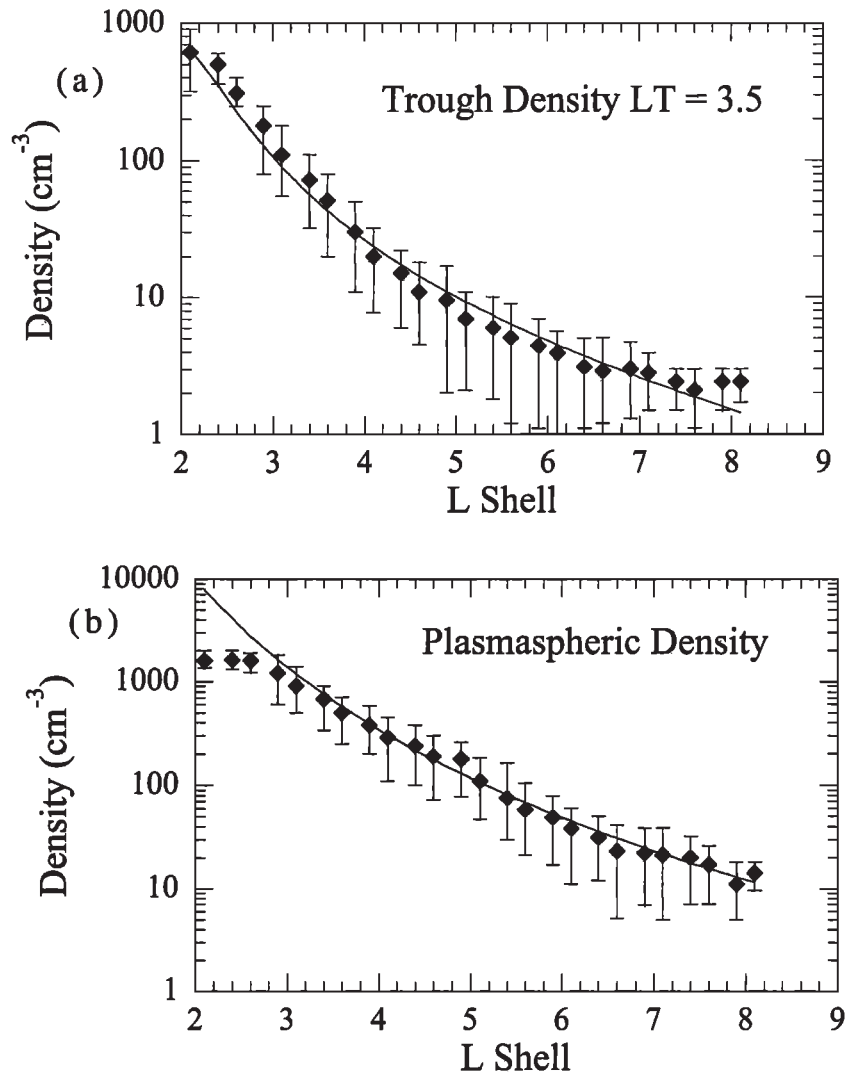 (a)
Trough Density LT = 3.5
Density (cm⁻³)
1000
100
10
1
2 3 4 5 6 7 8 9
L Shell
(b)
Plasmaspheric Density
Density (cm⁻³)
10000
1000
100
10
1
2 3 4 5 6 7 8 9
L Shell